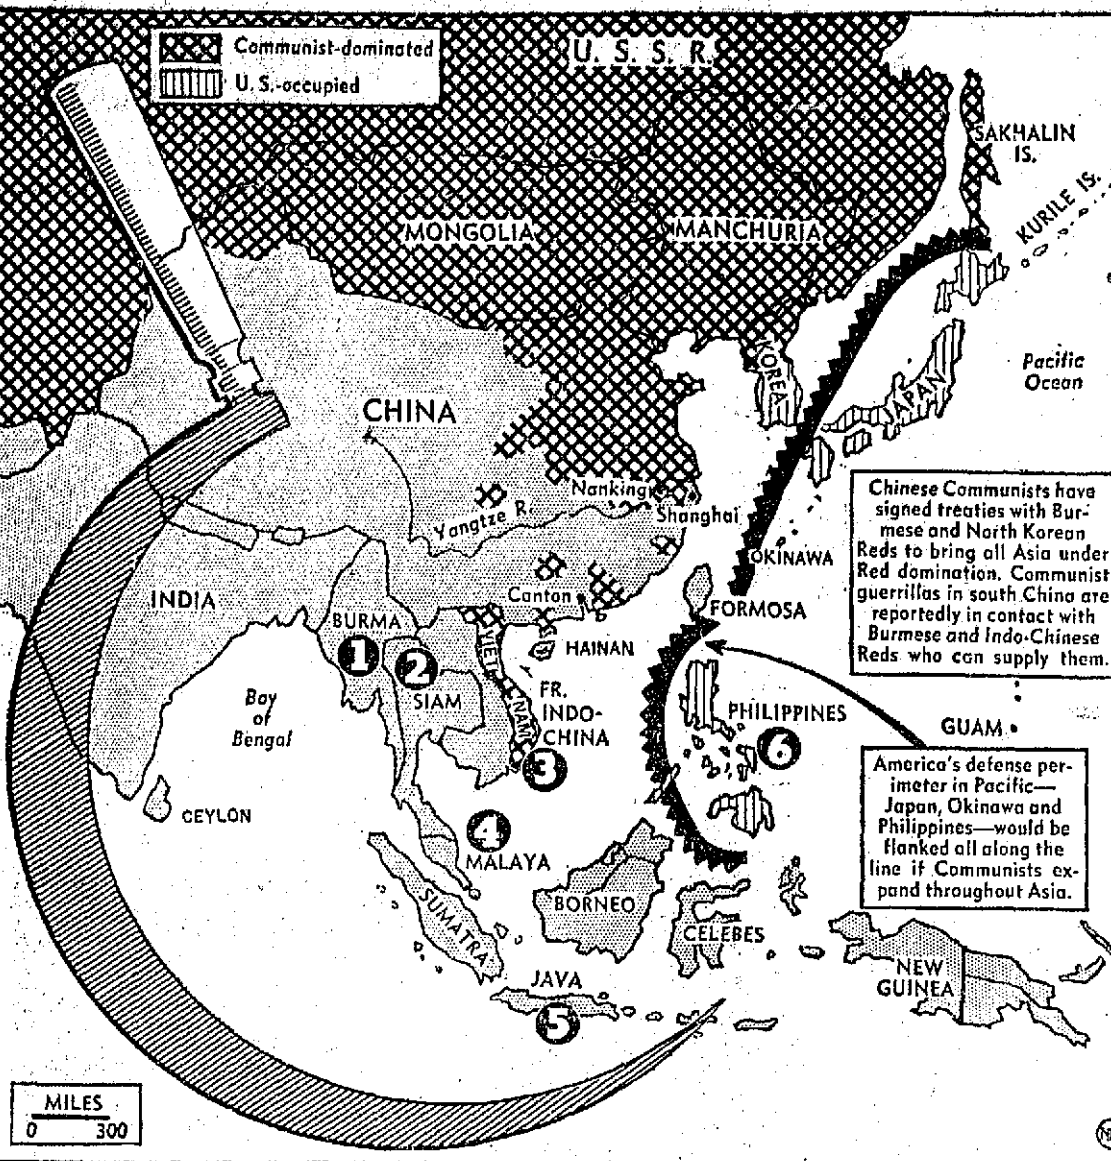 Communist-dominated
U. S.-occupied
U. S. S. R.
SAKHALIN
IS.
KURILE IS.
MONGOLIA
MANCHURIA
KOREA
JAPAN
Pacific
Ocean
CHINA
Nanking
Shanghai
Yangtze R.
Canton
OKINAWA
FORMOSA
Chinese Communists have
signed treaties with Bur-
mese and North Korean
Reds to bring all Asia under
Red domination. Communist
guerrillas in south China are
reportedly in contact with
Burmese and Indo-Chinese
Reds who can supply them.
INDIA
BURMA
1
2
SIAM
VIET
NAM
HAINAN
FR.
INDO-
CHINA
3
Bay
of
Bengal
CEYLON
PHILIPPINES
6
GUAM
America's defense per-
imeter in Pacific—
Japan, Okinawa and
Philippines—would be
flanked all along the
line if Communists ex-
pand throughout Asia.
4
MALAYA
SUMATRA
BORNEO
CELEBES
JAVA
5
NEW
GUINEA
MILES
0 300